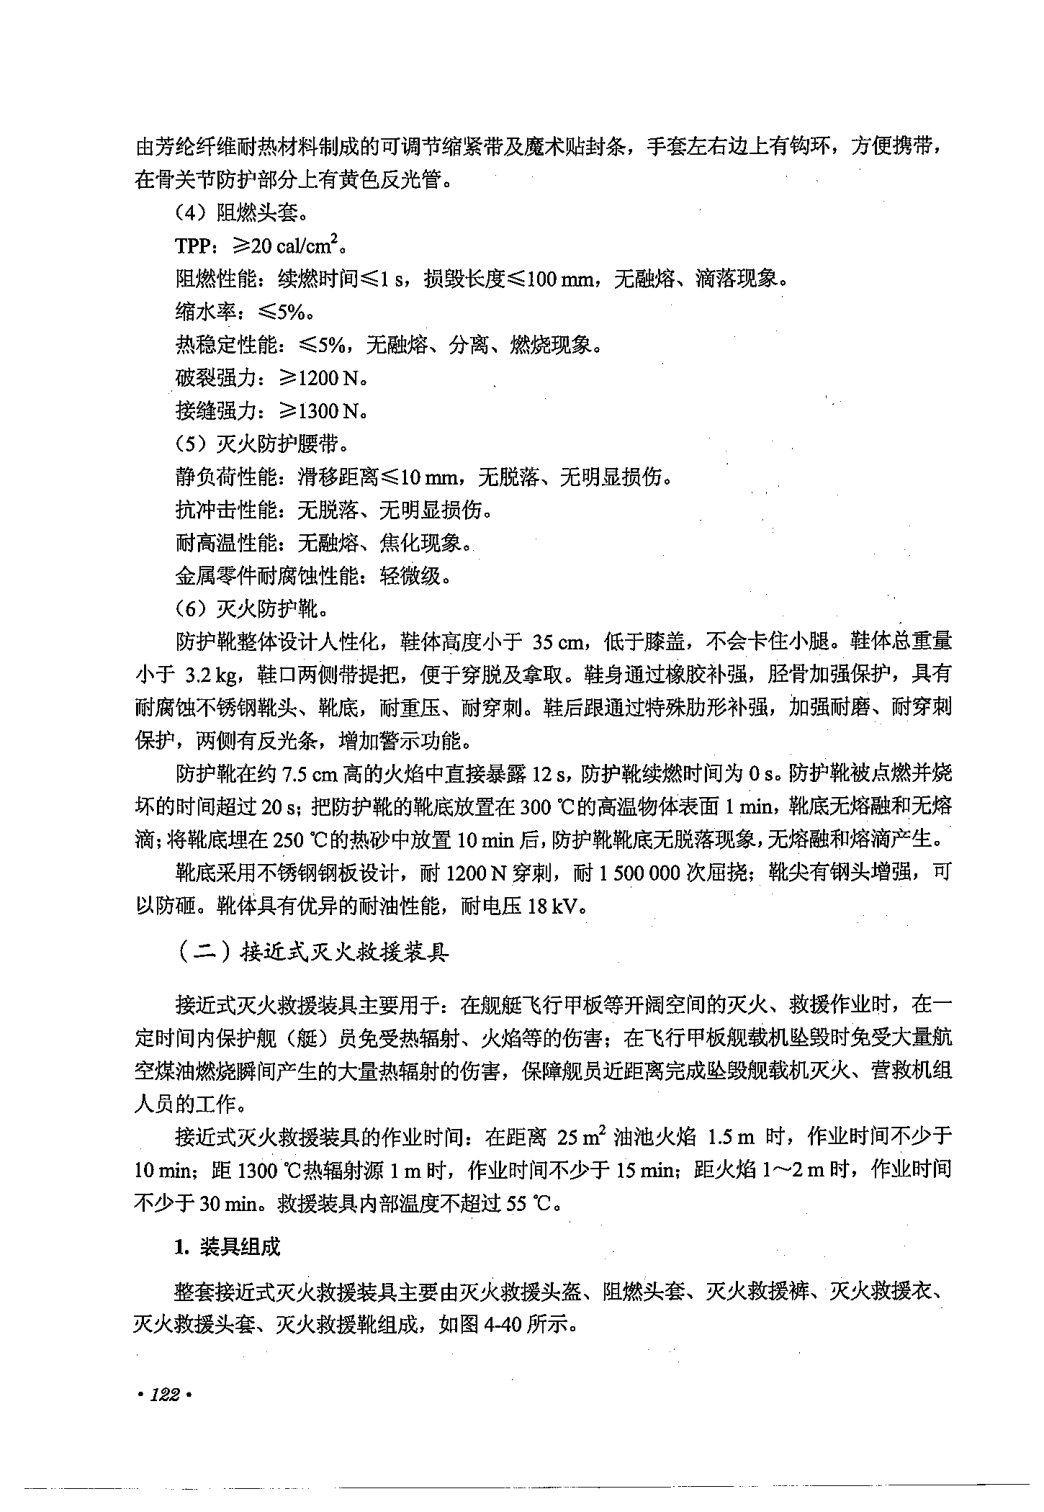 由芳纶纤维耐热材料制成的可调节缩紧带及魔术贴封条，手套左右边上有钩环，方便携带，
在骨关节防护部分上有黄色反光管。
（4）阻燃头套。
TPP：≥20 cal/cm²。
阻燃性能：续燃时间≤1 s，损毁长度≤100 mm，无融熔、滴落现象。
缩水率：≤5%。
热稳定性能：≤5%，无融熔、分离、燃烧现象。
破裂强力：≥1200 N。
接缝强力：≥1300 N。
（5）灭火防护腰带。
静负荷性能：滑移距离≤10 mm，无脱落、无明显损伤。
抗冲击性能：无脱落、无明显损伤。
耐高温性能：无融熔、焦化现象。
金属零件耐腐蚀性能：轻微级。
（6）灭火防护靴。
防护靴整体设计人性化，鞋体高度小于 35 cm，低于膝盖，不会卡住小腿。鞋体总重量
小于 3.2 kg，鞋口两侧带提把，便于穿脱及拿取。鞋身通过橡胶补强，胫骨加强保护，具有
耐腐蚀不锈钢靴头、靴底，耐重压、耐穿刺。鞋后跟通过特殊肋形补强，加强耐磨、耐穿刺
保护，两侧有反光条，增加警示功能。
防护靴在约 7.5 cm 高的火焰中直接暴露 12 s，防护靴续燃时间为 0 s。防护靴被点燃并烧
坏的时间超过 20 s；把防护靴的靴底放置在 300 ℃的高温物体表面 1 min，靴底无熔融和无熔
滴；将靴底埋在 250 ℃的热砂中放置 10 min 后，防护靴靴底无脱落现象，无熔融和熔滴产生。
靴底采用不锈钢钢板设计，耐 1200 N 穿刺，耐 1 500 000 次屈挠；靴尖有钢头增强，可
以防砸。靴体具有优异的耐油性能，耐电压 18 kV。
（二）接近式灭火救援装具
接近式灭火救援装具主要用于：在舰艇飞行甲板等开阔空间的灭火、救援作业时，在一
定时间内保护舰（艇）员免受热辐射、火焰等的伤害；在飞行甲板舰载机坠毁时免受大量航
空煤油燃烧瞬间产生的大量热辐射的伤害，保障舰员近距离完成坠毁舰载机灭火、营救机组
人员的工作。
接近式灭火救援装具的作业时间：在距离 25 m² 油池火焰 1.5 m 时，作业时间不少于
10 min；距 1300 ℃热辐射源 1 m 时，作业时间不少于 15 min；距火焰 1～2 m 时，作业时间
不少于 30 min。救援装具内部温度不超过 55 ℃。
1. 装具组成
整套接近式灭火救援装具主要由灭火救援头盔、阻燃头套、灭火救援裤、灭火救援衣、
灭火救援头套、灭火救援靴组成，如图 4-40 所示。
·122·